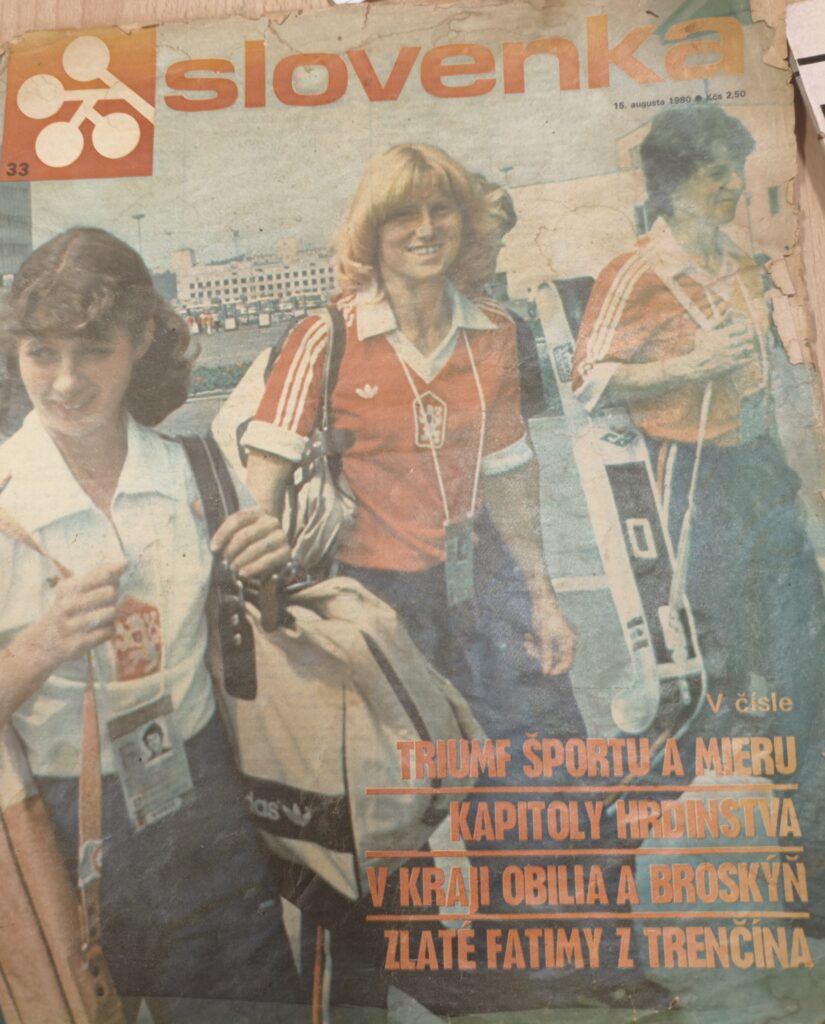 slovenka
15. augusta 1980 ● Kčs 2,50
33
adidas
V čísle
TRIUMF ŠPORTU A MIERU
KAPITOLY HRDINSTVA
V KRAJI OBILIA A BROSKÝŇ
ZLATÉ FATIMY Z TRENČÍNA